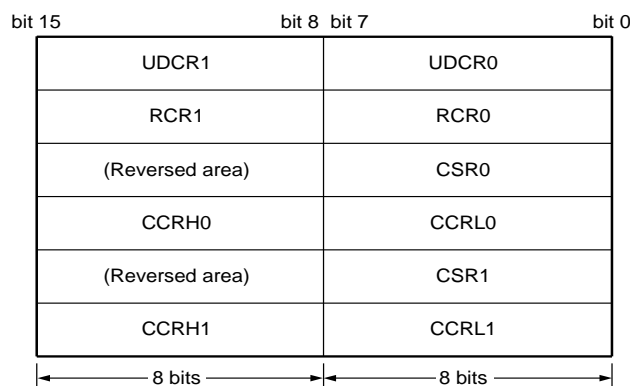 bit 15 bit 8 bit 7 bit 0
UDCR1 UDCR0
RCR1 RCR0
(Reversed area) CSR0
CCRH0 CCRL0
(Reversed area) CSR1
CCRH1 CCRL1
8 bits 8 bits